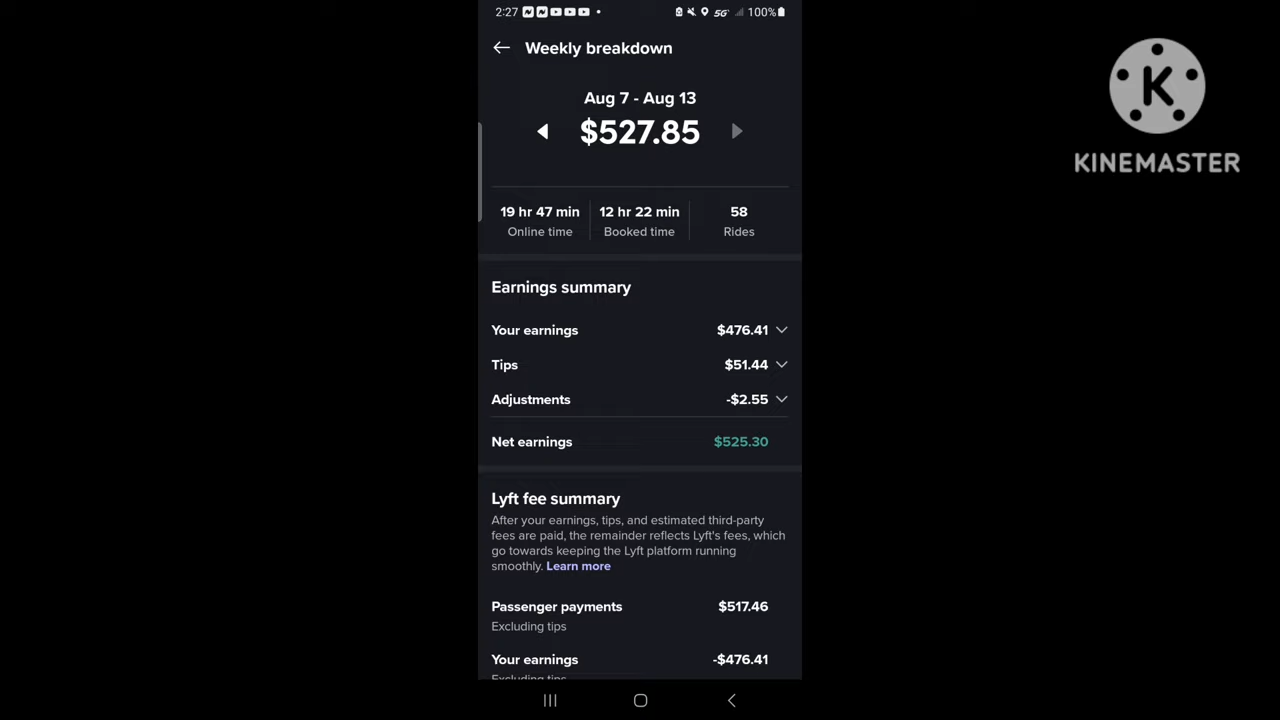 2:27 5G 100%
Weekly breakdown
K
KINEMASTER
Aug 7 - Aug 13
$527.85
19 hr 47 min 12 hr 22 min 58
Online time Booked time Rides
Earnings summary
Your earnings $476.41
Tips $51.44
Adjustments -$2.55
Net earnings $525.30
Lyft fee summary
After your earnings, tips, and estimated third-party
fees are paid, the remainder reflects Lyft's fees, which
go towards keeping the Lyft platform running
smoothly. Learn more
Passenger payments $517.46
Excluding tips
Your earnings -$476.41
Excluding tips